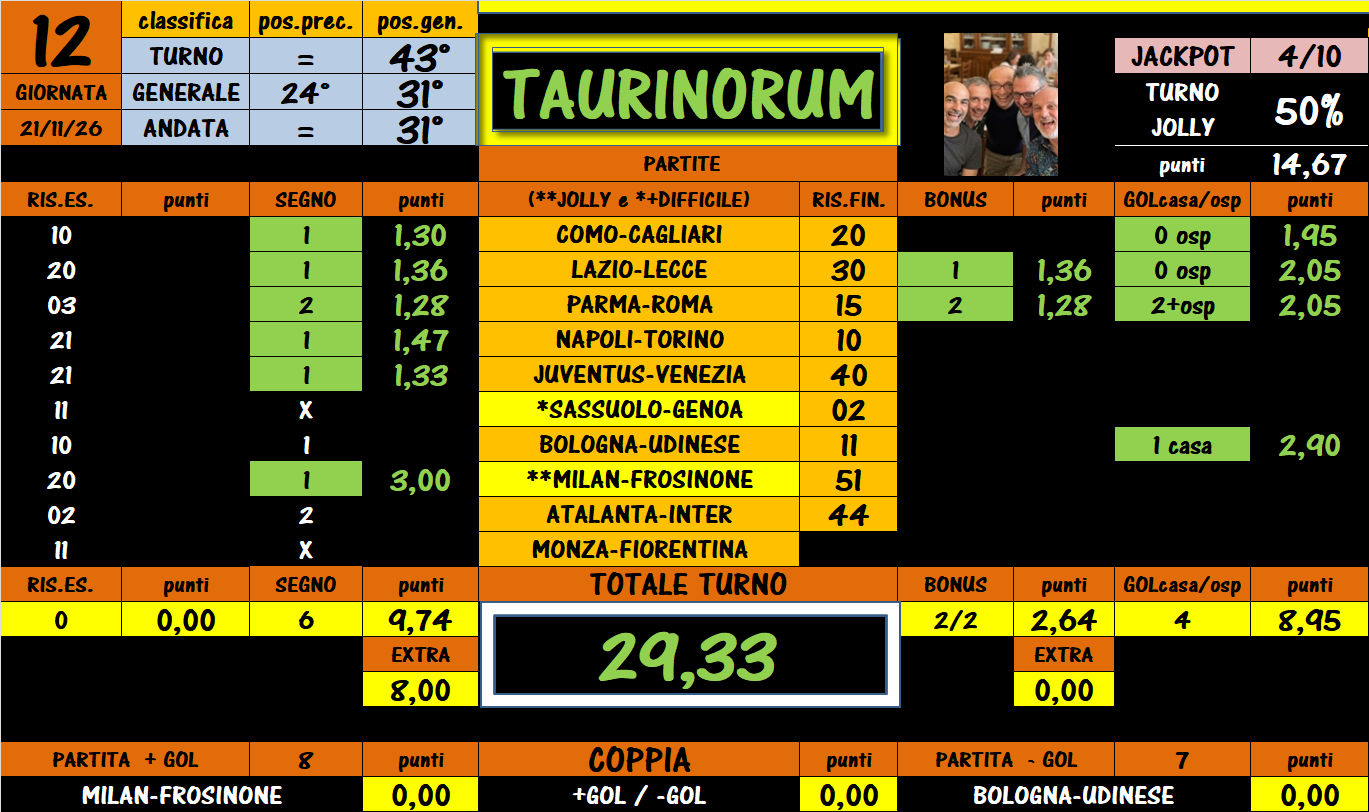 12 classifica pos.prec. pos.gen.
TURNO = 43° TAURINORUM JACKPOT 4/10
GIORNATA GENERALE 24° 31° TURNO JOLLY 50%
21/11/26 ANDATA = 31°
PARTITE punti 14,67
RIS.ES. punti SEGNO punti (**JOLLY e *+DIFFICILE) RIS.FIN. BONUS punti GOLcasa/osp punti
10 1 1,30 COMO-CAGLIARI 20 0 osp 1,95
20 1 1,36 LAZIO-LECCE 30 1 1,36 0 osp 2,05
03 2 1,28 PARMA-ROMA 15 2 1,28 2+osp 2,05
21 1 1,47 NAPOLI-TORINO 10
21 1 1,33 JUVENTUS-VENEZIA 40
11 X *SASSUOLO-GENOA 02
10 1 BOLOGNA-UDINESE 11 1 casa 2,90
20 1 3,00 **MILAN-FROSINONE 51
02 2 ATALANTA-INTER 44
11 X MONZA-FIORENTINA
RIS.ES. punti SEGNO punti TOTALE TURNO BONUS punti GOLcasa/osp punti
0 0,00 6 9,74 29,33 2/2 2,64 4 8,95
EXTRA EXTRA
8,00 0,00
PARTITA + GOL 8 punti COPPIA punti PARTITA - GOL 7 punti
MILAN-FROSINONE 0,00 +GOL / -GOL 0,00 BOLOGNA-UDINESE 0,00